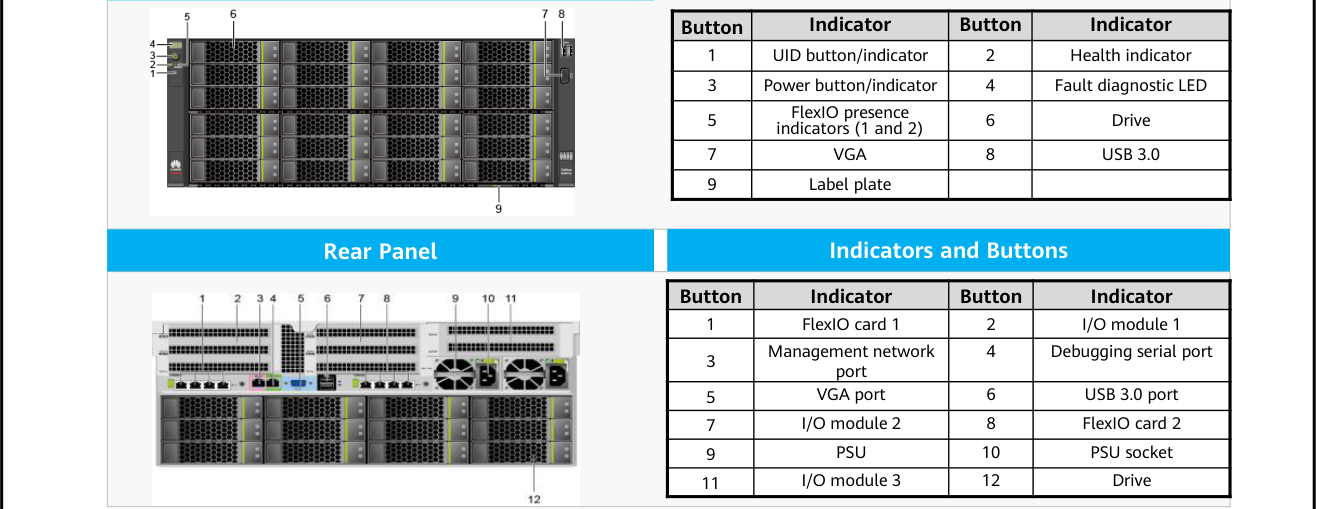 5 6 7 8
4
3
2
1
9
Button Indicator Button Indicator
1 UID button/indicator 2 Health indicator
3 Power button/indicator 4 Fault diagnostic LED
5 FlexIO presence indicators (1 and 2) 6 Drive
7 VGA 8 USB 3.0
9 Label plate
Rear Panel
Indicators and Buttons
1 2 3 4 5 6 7 8 9 10 11
12
Button Indicator Button Indicator
1 FlexIO card 1 2 I/O module 1
3 Management network port 4 Debugging serial port
5 VGA port 6 USB 3.0 port
7 I/O module 2 8 FlexIO card 2
9 PSU 10 PSU socket
11 I/O module 3 12 Drive